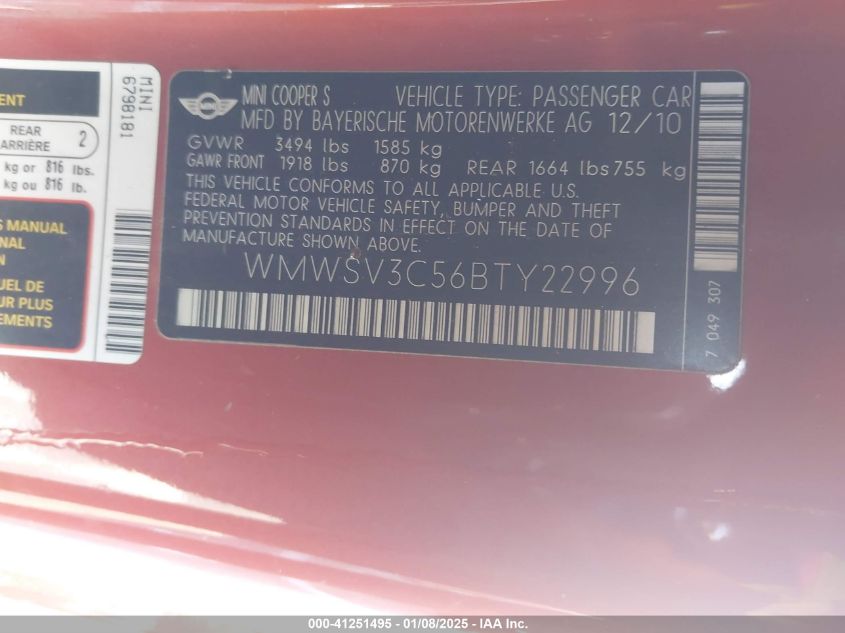 ENT
REAR
ARRIÈRE
2
kg or 816 lbs.
kg ou 816 lb.
S MANUAL
NAL
N
UEL DE
UR PLUS
EMENTS
MINI
6798181
MINI
MINI COOPER S VEHICLE TYPE: PASSENGER CAR
MFD BY BAYERISCHE MOTORENWERKE AG 12/10
GVWR 3494 lbs 1585 kg
GAWR FRONT 1918 lbs 870 kg REAR 1664 lbs 755 kg
THIS VEHICLE CONFORMS TO ALL APPLICABLE U.S.
FEDERAL MOTOR VEHICLE SAFETY, BUMPER AND THEFT
PREVENTION STANDARDS IN EFFECT ON THE DATE OF
MANUFACTURE SHOWN ABOVE.
WMWSV3C56BTY22996
7 049 307
000-41251495 - 01/08/2025 - IAA, Inc.